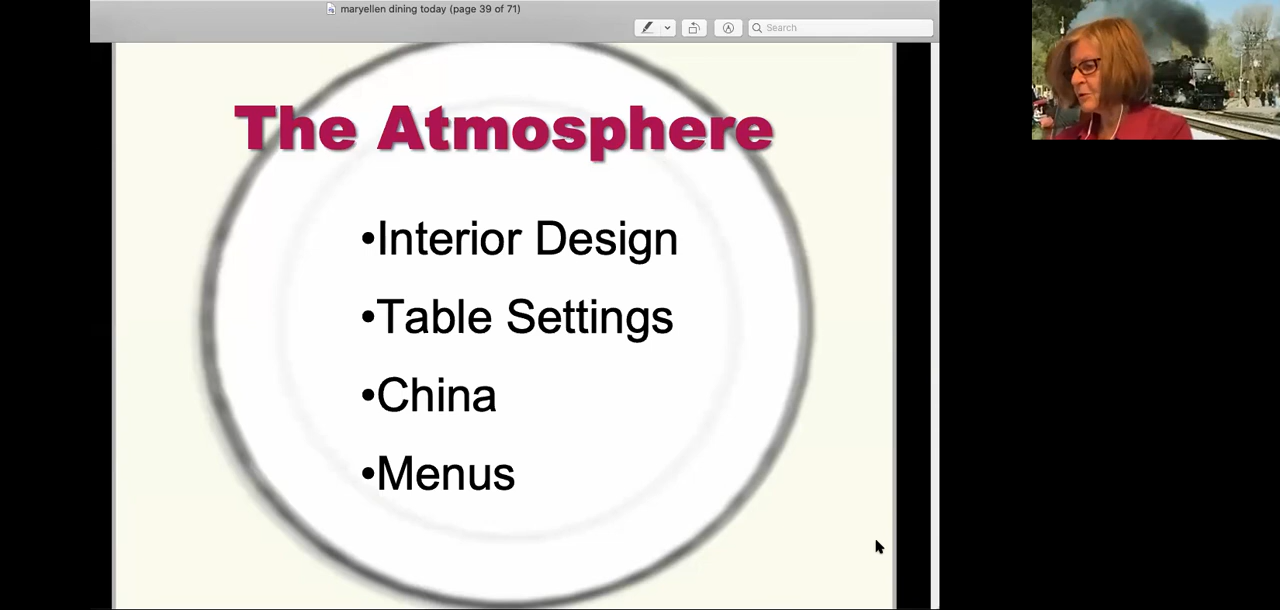 maryellen dining today (page 39 of 71)
Search
The Atmosphere
•Interior Design
•Table Settings
•China
•Menus